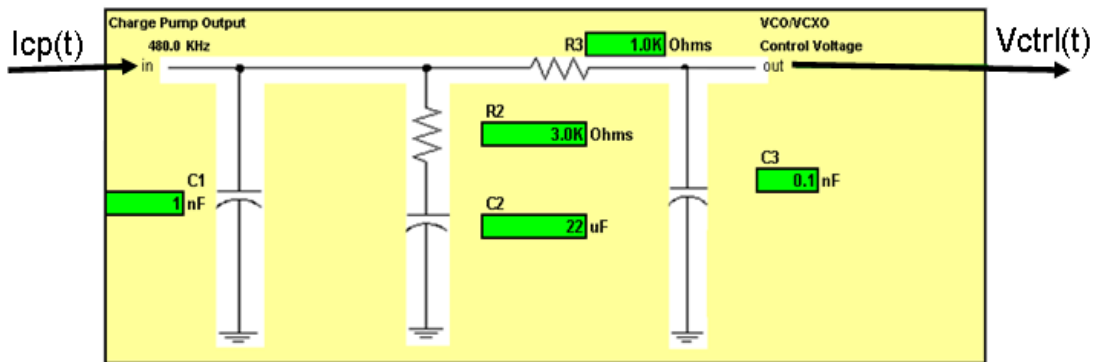 Charge Pump Output
480.0 KHz
VCO/VCXO
Control Voltage
Icp(t)
in
R3 1.0K Ohms
out
Vctrl(t)
R2
3.0K Ohms
C1
1 nF
C2
22 uF
C3
0.1 nF